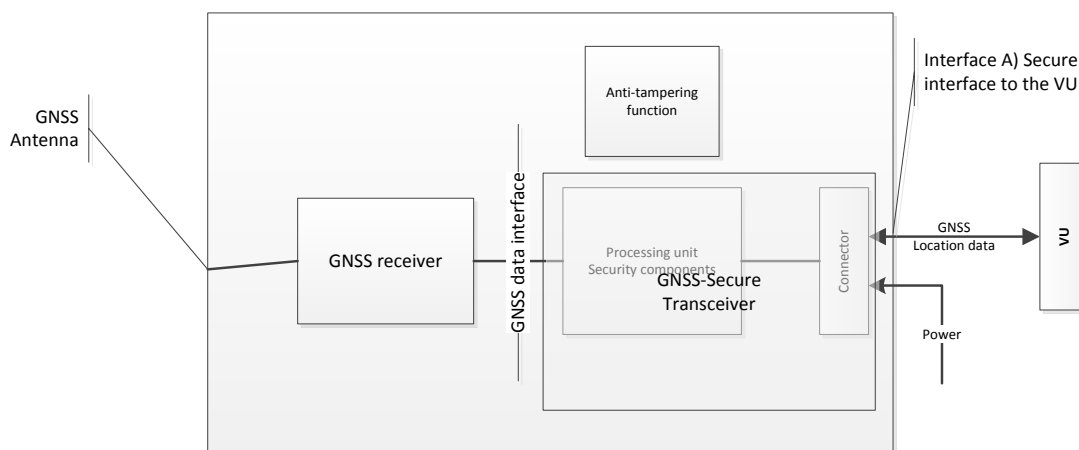 GNSS
Antenna
Anti-tampering
function
Interface A) Secure
interface to the VU
GNSS receiver
GNSS data interface
Processing unit
Security components
GNSS-Secure
Transceiver
Connector
GNSS
Location data
VU
Power